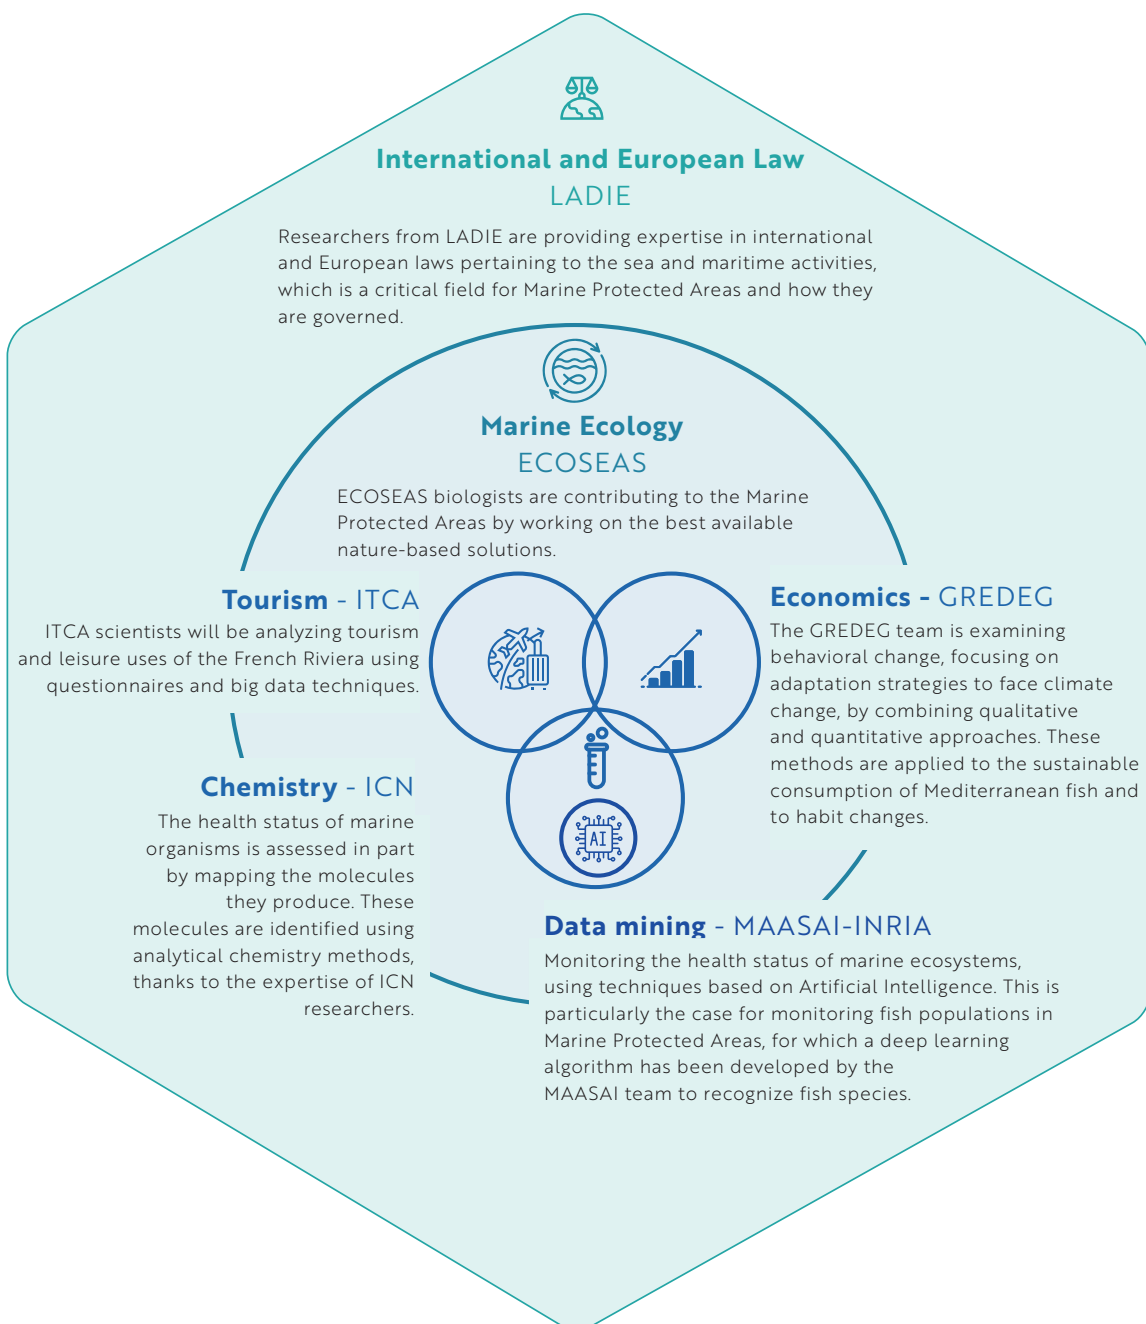 International and European Law
LADIE
Researchers from LADIE are providing expertise in international
and European laws pertaining to the sea and maritime activities,
which is a critical field for Marine Protected Areas and how they
are governed.
Marine Ecology
ECOSEAS
ECOSEAS biologists are contributing to the Marine
Protected Areas by working on the best available
nature-based solutions.
Tourism - ITCA
ITCA scientists will be analyzing tourism
and leisure uses of the French Riviera using
questionnaires and big data techniques.
Economics - GREDEG
The GREDEG team is examining
behavioral change, focusing on
adaptation strategies to face climate
change, by combining qualitative
and quantitative approaches. These
methods are applied to the sustainable
consumption of Mediterranean fish and
to habit changes.
Chemistry - ICN
The health status of marine
organisms is assessed in part
by mapping the molecules
they produce. These
molecules are identified using
analytical chemistry methods,
thanks to the expertise of ICN
researchers.
AI
Data mining - MAASAI-INRIA
Monitoring the health status of marine ecosystems,
using techniques based on Artificial Intelligence. This is
particularly the case for monitoring fish populations in
Marine Protected Areas, for which a deep learning
algorithm has been developed by the
MAASAI team to recognize fish species.